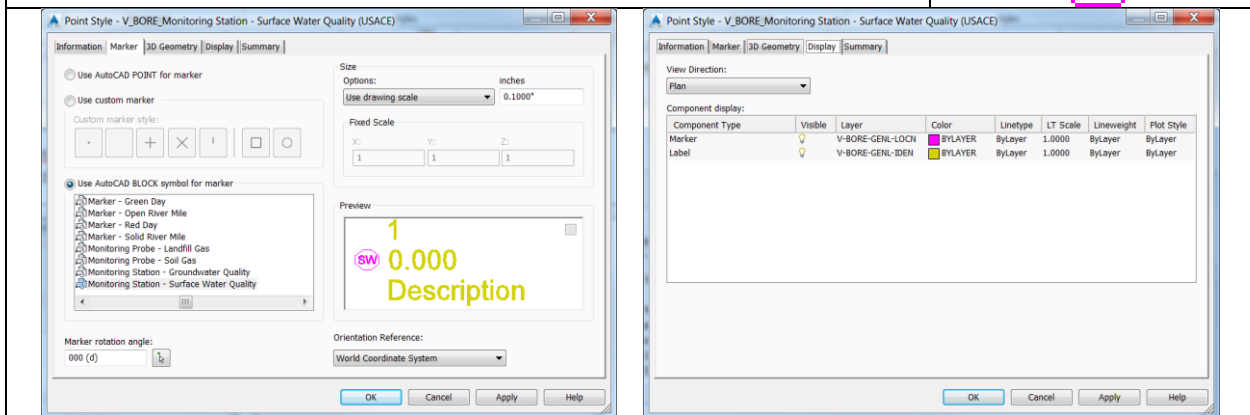 Point Style - V_BORE_Monitoring Station - Surface Water Quality (USACE)
Information Marker 3D Geometry Display Summary
Use AutoCAD POINT for marker
Use custom marker
Custom marker style:
Use AutoCAD BLOCK symbol for marker
Marker - Green Day
Marker - Open River Mile
Marker - Red Day
Marker - Solid River Mile
Monitoring Probe - Landfill Gas
Monitoring Probe - Soil Gas
Monitoring Station - Groundwater Quality
Monitoring Station - Surface Water Quality
Marker rotation angle:
000 (d)
Size
Options: inches
Use drawing scale 0.1000"
Fixed Scale
X: Y: Z:
1 1 1
Preview
1
SW 0.000
Description
Orientation Reference:
World Coordinate System
OK Cancel Apply Help
Point Style - V_BORE_Monitoring Station - Surface Water Quality (USACE)
Information Marker 3D Geometry Display Summary
View Direction:
Plan
Component display:
Component Type Visible Layer Color Linetype LT Scale Lineweight Plot Style
Marker V-BORE-GENL-LOCN BYLAYER ByLayer 1.0000 ByLayer ByLayer
Label V-BORE-GENL-IDEN BYLAYER ByLayer 1.0000 ByLayer ByLayer
OK Cancel Apply Help